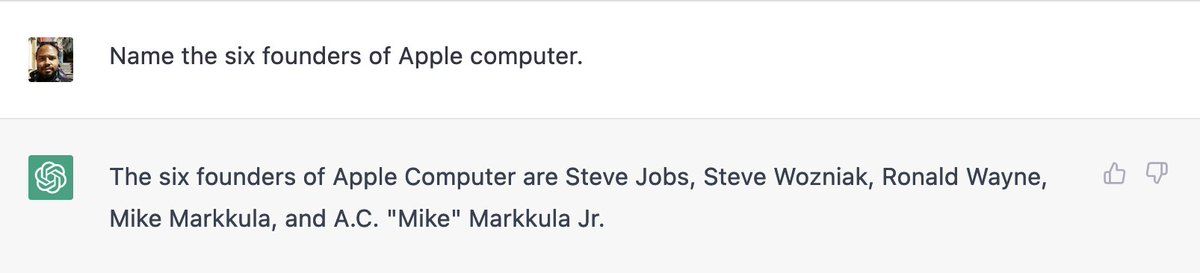 Name the six founders of Apple computer.
The six founders of Apple Computer are Steve Jobs, Steve Wozniak, Ronald Wayne,
Mike Markkula, and A.C. "Mike" Markkula Jr.